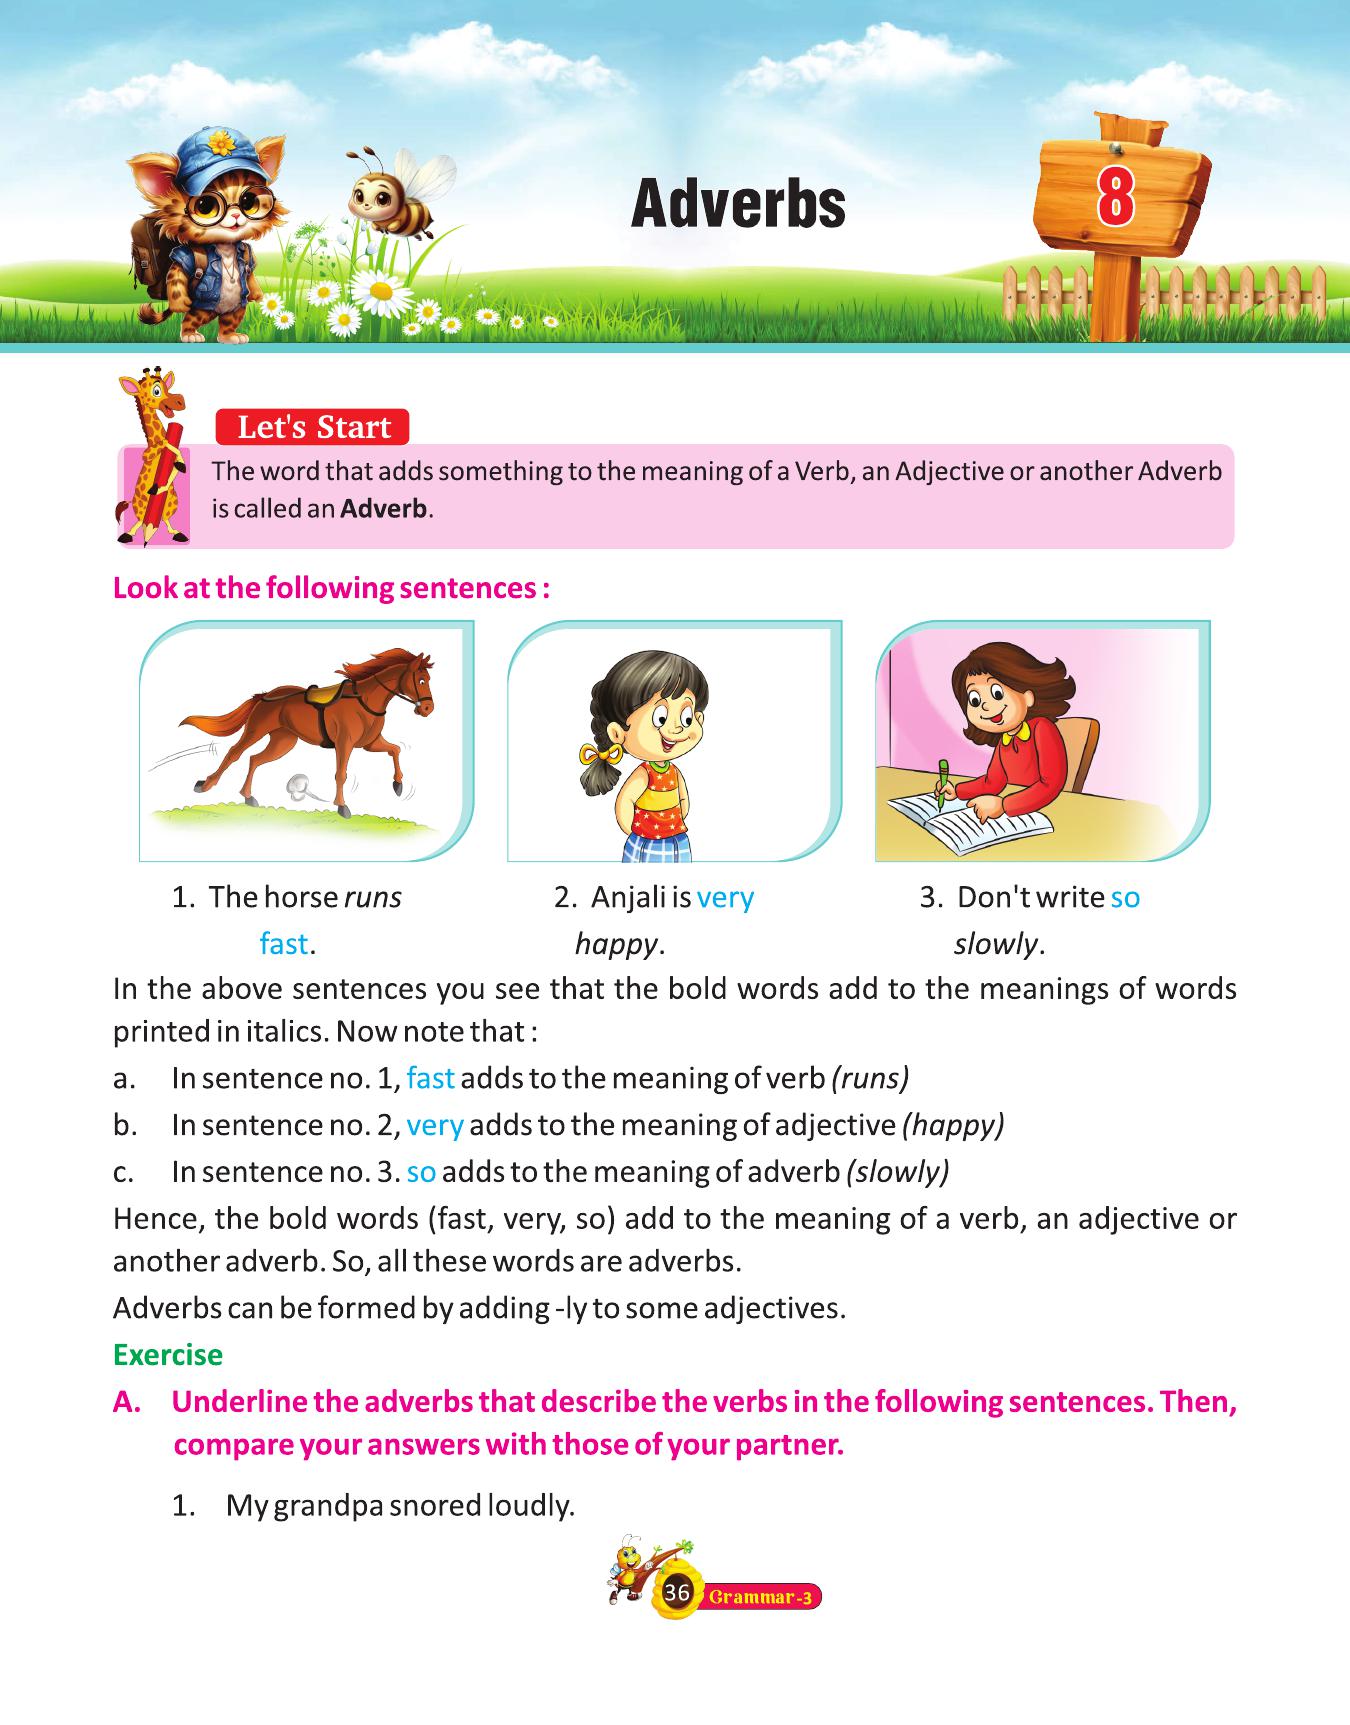 Adverbs
8
Let's Start
The word that adds something to the meaning of a Verb, an Adjective or another Adverb
is called an Adverb.
Look at the following sentences :
1. The horse runs
fast.
2. Anjali is very
happy.
3. Don't write so
slowly.
In the above sentences you see that the bold words add to the meanings of words
printed in italics. Now note that :
a. In sentence no. 1, fast adds to the meaning of verb (runs)
b. In sentence no. 2, very adds to the meaning of adjective (happy)
c. In sentence no. 3. so adds to the meaning of adverb (slowly)
Hence, the bold words (fast, very, so) add to the meaning of a verb, an adjective or
another adverb. So, all these words are adverbs.
Adverbs can be formed by adding -ly to some adjectives.
Exercise
A. Underline the adverbs that describe the verbs in the following sentences. Then,
compare your answers with those of your partner.
1. My grandpa snored loudly.
36 Grammar-3